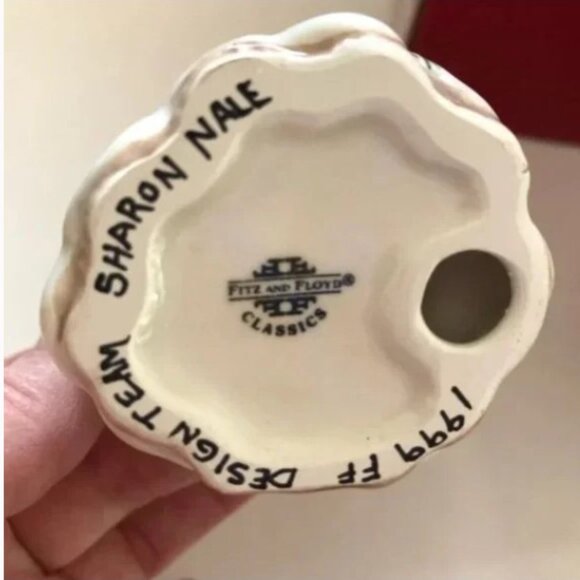 SHARON NALE
1999 FF DESIGN TEAM
FITZ AND FLOYD®
CLASSICS